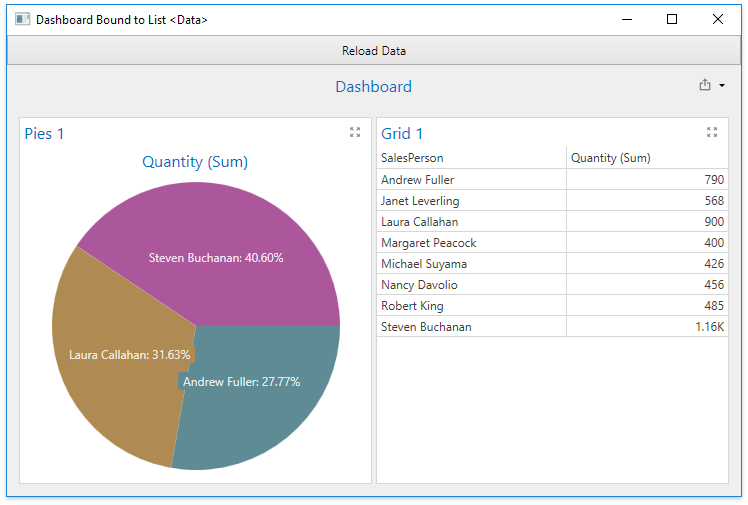 Dashboard Bound to List <Data>
Reload Data
Dashboard
Pies 1
Quantity (Sum)
Steven Buchanan: 40.60%
Laura Callahan: 31.63%
Andrew Fuller: 27.77%
Grid 1
SalesPerson Quantity (Sum)
Andrew Fuller 790
Janet Leverling 568
Laura Callahan 900
Margaret Peacock 400
Michael Suyama 426
Nancy Davolio 456
Robert King 485
Steven Buchanan 1.16K